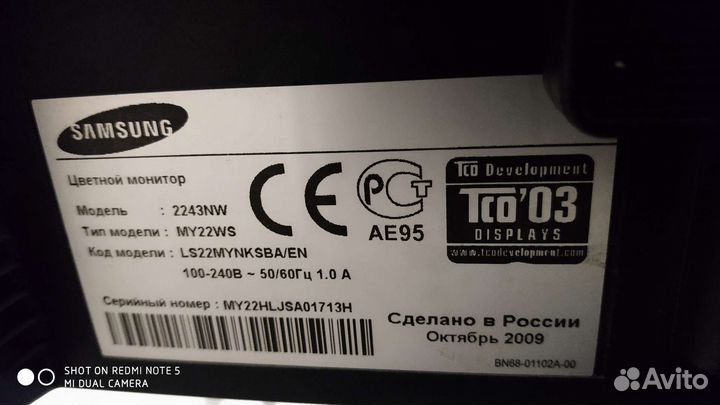 SAMSUNG
Цветной монитор
Модель : 2243NW
Тип модели : MY22WS
Код модели : LS22MYNKSBA/EN
100-240В ~ 50/60Гц 1.0 А
Серийный номер : MY22HLJSA01713H
CE
РСТ
АЕ95
TCO Development
TCO'03
DISPLAYS
www.tcodevelopment.com
Сделано в России
Октябрь 2009
BN68-01102A-00
SHOT ON REDMI NOTE 5
MI DUAL CAMERA
Avito